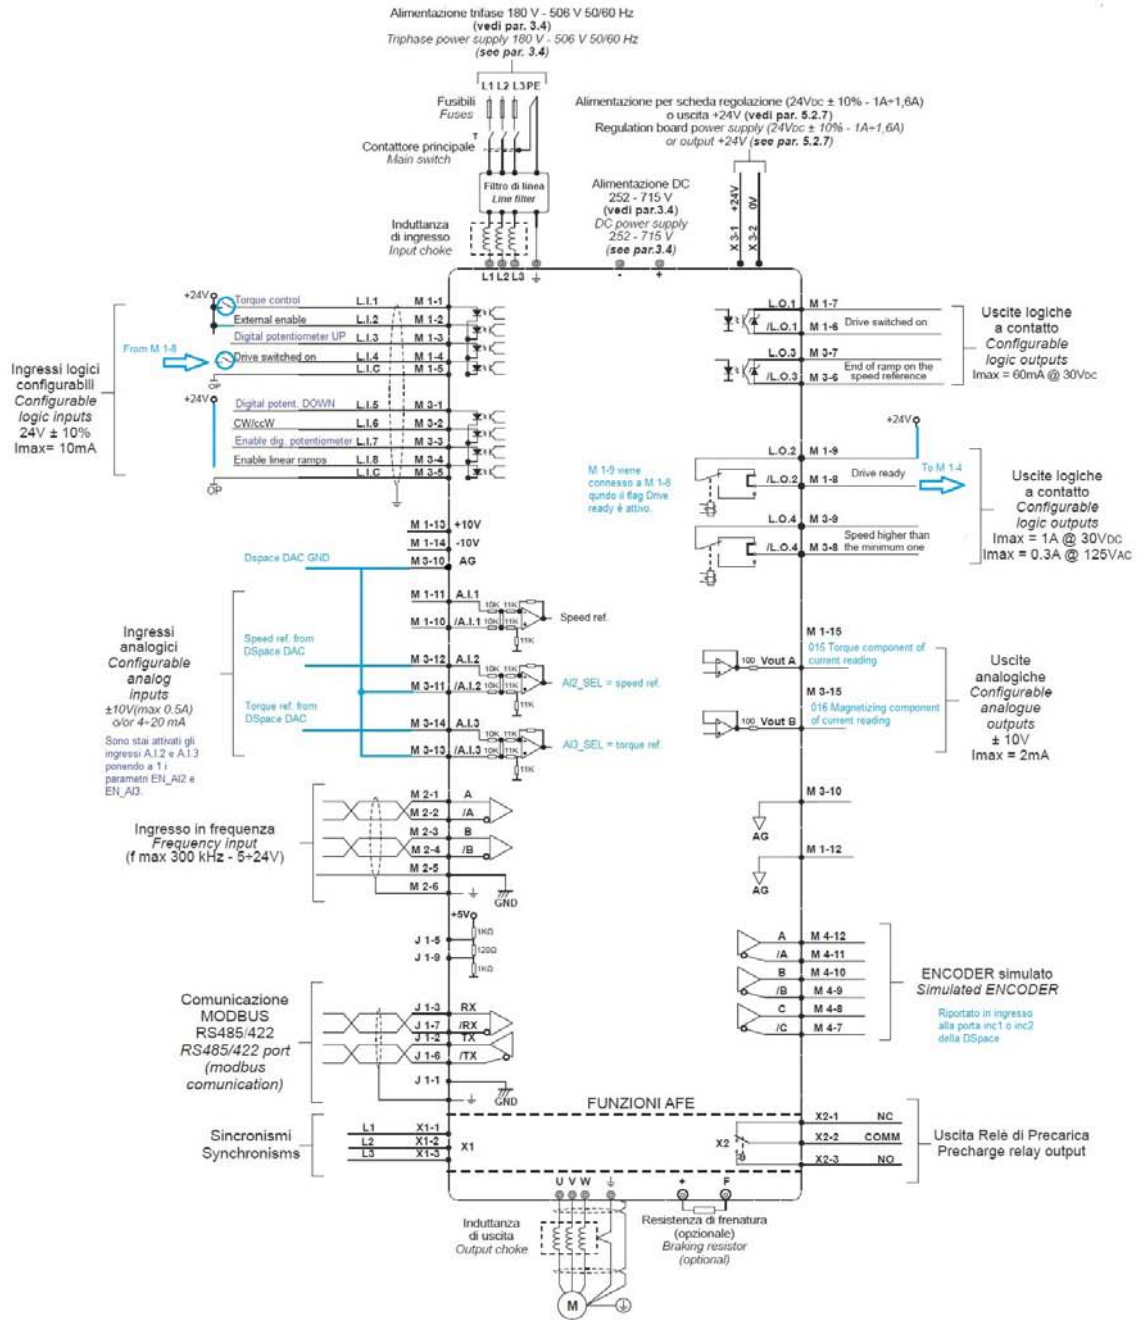 Alimentazione trifase 180 V - 506 V 50/60 Hz
(vedi par. 3.4)
Triphase power supply 180 V - 506 V 50/60 Hz
(see par. 3.4)
L1 L2 L3 PE
Fusibili
Fuses
T
Contattore principale
Main switch
Filtro di linea
Line filter
Induttanza
di ingresso
Input choke
L1 L2 L3
Alimentazione per scheda regolazione (24VDC ± 10% - 1A÷1,6A)
o uscita +24V (vedi par. 5.2.7)
Regulation board power supply (24VDC ± 10% - 1A÷1,6A)
or output +24V (see par. 5.2.7)
Alimentazione DC
252 - 715 V
(vedi par.3.4)
DC power supply
252 - 715 V
(see par.3.4)
- +
X 3-1 +24V
X 3-2 0V
Ingressi logici
configurabili
Configurable
logic inputs
24V ± 10%
Imax= 10mA
From M 1-8
+24V
Torque control L.I.1 M 1-1
External enable L.I.2 M 1-2
Digital potentiometer UP L.I.3 M 1-3
Drive switched on L.I.4 M 1-4
L.I.C M 1-5
OP
+24V
Digital potent. DOWN L.I.5 M 3-1
CW/ccW L.I.6 M 3-2
Enable dig. potentiometer L.I.7 M 3-3
Enable linear ramps L.I.8 M 3-4
L.I.C M 3-5
OP
L.O.1 M 1-7
/L.O.1 M 1-6
Drive switched on
L.O.3 M 3-7
/L.O.3 M 3-6
End of ramp on the
speed reference
Uscite logiche
a contatto
Configurable
logic outputs
Imax = 60mA @ 30VDC
+24V
L.O.2 M 1-9
/L.O.2 M 1-8
Drive ready
To M 1-4
L.O.4 M 3-9
/L.O.4 M 3-8
Speed higher than
the minimum one
M 1-9 viene
connesso a M 1-8
qundo il flag Drive
ready é attivo.
Uscite logiche
a contatto
Configurable
logic outputs
Imax = 1A @ 30VDC
Imax = 0.3A @ 125VAC
M 1-13 +10V
M 1-14 -10V
M 3-10 AG
Dspace DAC GND
Ingressi
analogici
Configurable
analog
inputs
±10V(max 0.5A)
o/or 4÷20 mA
Sono stai attivati gli
ingressi A.I.2 e A.I.3
ponendo a 1 i
parametri EN_AI2 e
EN_AI3.
M 1-11 A.I.1
M 1-10 /A.I.1
10K 11K
10K 11K
11K
Speed ref.
Speed ref. from
DSpace DAC
M 3-12 A.I.2
M 3-11 /A.I.2
10K 11K
10K 11K
11K
AI2_SEL = speed ref.
Torque ref. from
DSpace DAC
M 3-14 A.I.3
M 3-13 /A.I.3
10K 11K
10K 11K
11K
AI3_SEL = torque ref.
M 1-15
100 Vout A
015 Torque component of
current reading
M 3-15
100 Vout B
016 Magnetizing component
of current reading
Uscite
analogiche
Configurable
analogue
outputs
± 10V
Imax = 2mA
Ingresso in frequenza
Frequency input
(f max 300 kHz - 5÷24V)
M 2-1 A
M 2-2 /A
M 2-3 B
M 2-4 /B
M 2-5
M 2-6
GND
M 3-10
AG
M 1-12
AG
+5V
J 1-5
J 1-9
1KΩ
120Ω
1KΩ
A M 4-12
/A M 4-11
B M 4-10
/B M 4-9
C M 4-8
/C M 4-7
ENCODER simulato
Simulated ENCODER
Riportato in ingresso
alla porta inc1 o inc2
della DSpace
Comunicazione
MODBUS
RS485/422
RS485/422 port
(modbus
comunication)
J 1-3 RX
J 1-7 /RX
J 1-2 TX
J 1-6 /TX
J 1-1
GND
FUNZIONI AFE
Sincronismi
Synchronisms
L1 X1-1
L2 X1-2
L3 X1-3
X1
X2
X2-1 NC
X2-2 COMM
X2-3 NO
Uscita Relè di Precarica
Precharge relay output
U V W
+ F
Induttanza
di uscita
Output choke
Resistenza di frenatura
(opzionale)
Braking resistor
(optional)
M